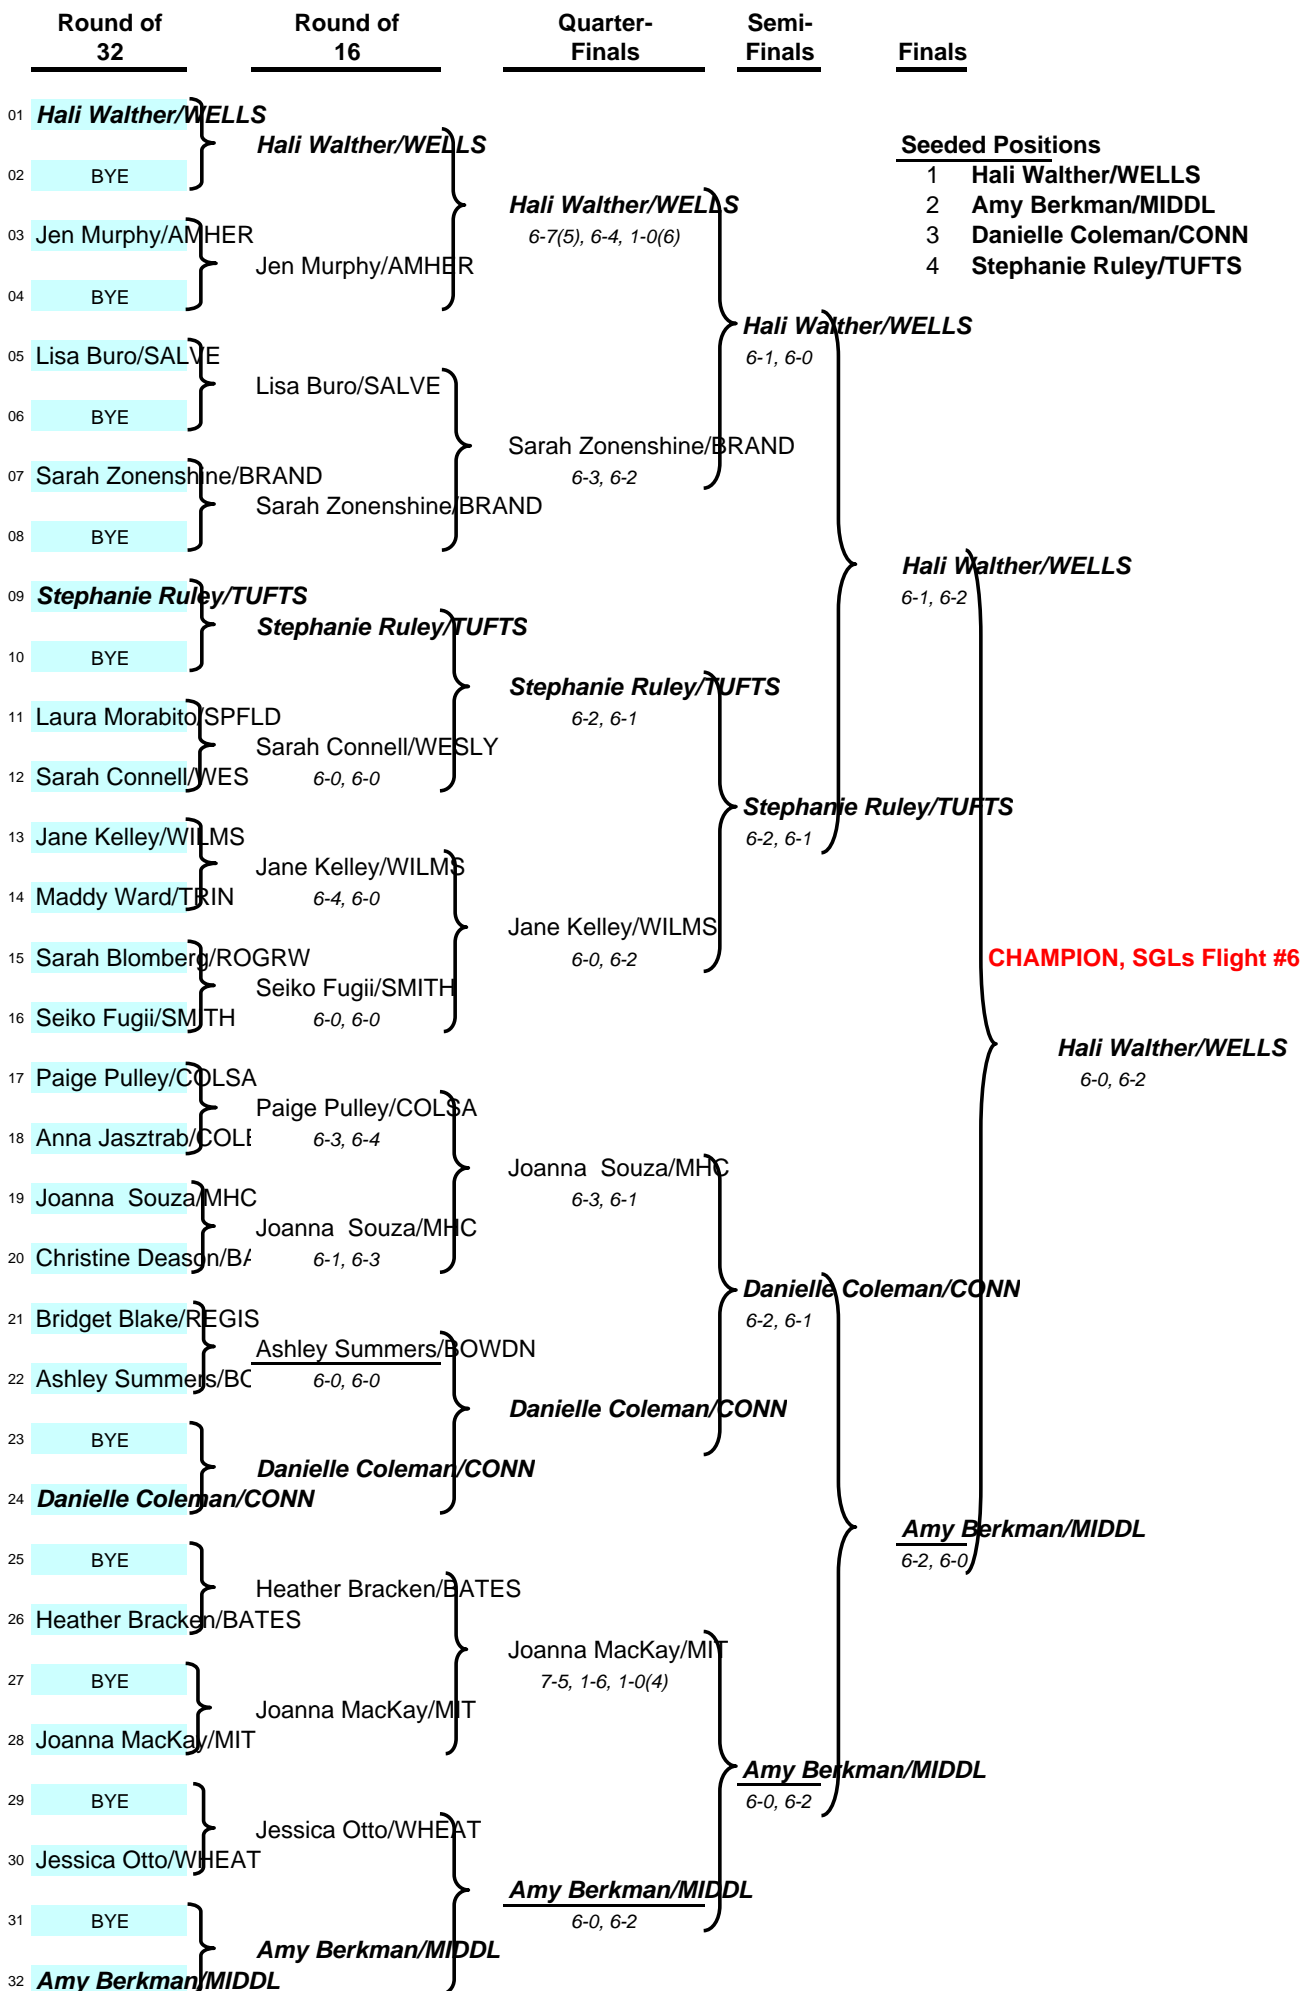 Round of 32
Round of 16
Quarter-Finals
Semi-Finals
Finals
01 Hali Walther/WELLS
02 BYE
03 Jen Murphy/AMHER
04 BYE
05 Lisa Buro/SALVE
06 BYE
07 Sarah Zonenshine/BRAND
08 BYE
09 Stephanie Ruley/TUFTS
10 BYE
11 Laura Morabito/SPFLD
12 Sarah Connell/WES
13 Jane Kelley/WILMS
14 Maddy Ward/TRIN
15 Sarah Blomberg/ROGRW
16 Seiko Fugii/SMITH
17 Paige Pulley/COLSA
18 Anna Jasztrab/COLE
19 Joanna  Souza/MHC
20 Christine Deason/BA
21 Bridget Blake/REGIS
22 Ashley Summers/BC
23 BYE
24 Danielle Coleman/CONN
25 BYE
26 Heather Bracken/BATES
27 BYE
28 Joanna MacKay/MIT
29 BYE
30 Jessica Otto/WHEAT
31 BYE
32 Amy Berkman/MIDDL
Hali Walther/WELLS
Jen Murphy/AMHER
Lisa Buro/SALVE
Sarah Zonenshine/BRAND
Stephanie Ruley/TUFTS
Sarah Connell/WESLY
6-0, 6-0
Jane Kelley/WILMS
6-4, 6-0
Seiko Fugii/SMITH
6-0, 6-0
Paige Pulley/COLSA
6-3, 6-4
Joanna  Souza/MHC
6-1, 6-3
Ashley Summers/BOWDN
6-0, 6-0
Danielle Coleman/CONN
Heather Bracken/BATES
Joanna MacKay/MIT
Jessica Otto/WHEAT
Amy Berkman/MIDDL
Hali Walther/WELLS
6-7(5), 6-4, 1-0(6)
Sarah Zonenshine/BRAND
6-3, 6-2
Stephanie Ruley/TUFTS
6-2, 6-1
Jane Kelley/WILMS
6-0, 6-2
Joanna  Souza/MHC
6-3, 6-1
Danielle Coleman/CONN
Joanna MacKay/MIT
7-5, 1-6, 1-0(4)
Amy Berkman/MIDDL
6-0, 6-2
Hali Walther/WELLS
6-1, 6-0
Stephanie Ruley/TUFTS
6-2, 6-1
Danielle Coleman/CONN
6-2, 6-1
Amy Berkman/MIDDL
6-0, 6-2
Seeded Positions
1 Hali Walther/WELLS
2 Amy Berkman/MIDDL
3 Danielle Coleman/CONN
4 Stephanie Ruley/TUFTS
Hali Walther/WELLS
6-1, 6-2
Amy Berkman/MIDDL
6-2, 6-0
CHAMPION, SGLs Flight #6
Hali Walther/WELLS
6-0, 6-2